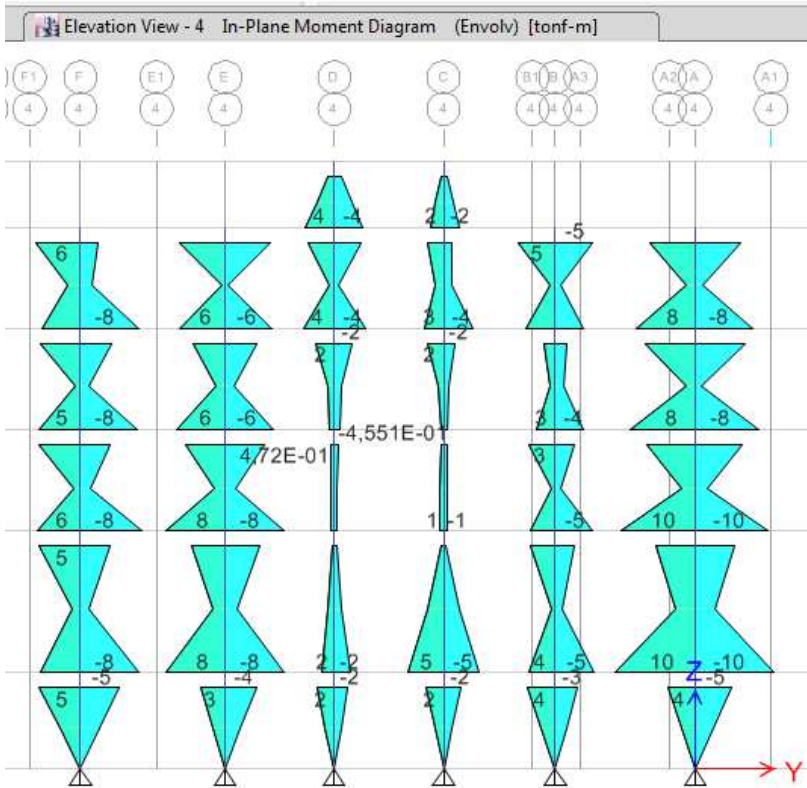 Elevation View - 4 In-Plane Moment Diagram (Envolv) [tonf-m]
F1 F E1 E D C B1 B A3 A2 A A1
4 4 4 4 4 4 4 4 4 4 4 4
4 -4 2 -2
-5
6 5
-8 6 -6 4 -4 3 -4 8 -8
-2 -2
2 2
5 -8 6 -6 3 -4 8 -8
-4,551E-01
4,72E-01 3
6 -8 8 -8 1 -1 -5 10 -10
5
-8 8 -8 2 -2 5 -5 4 -5 10 -10
-5 -4 -2 -2 -3 Z -5
5 3 2 2 4 4
Y